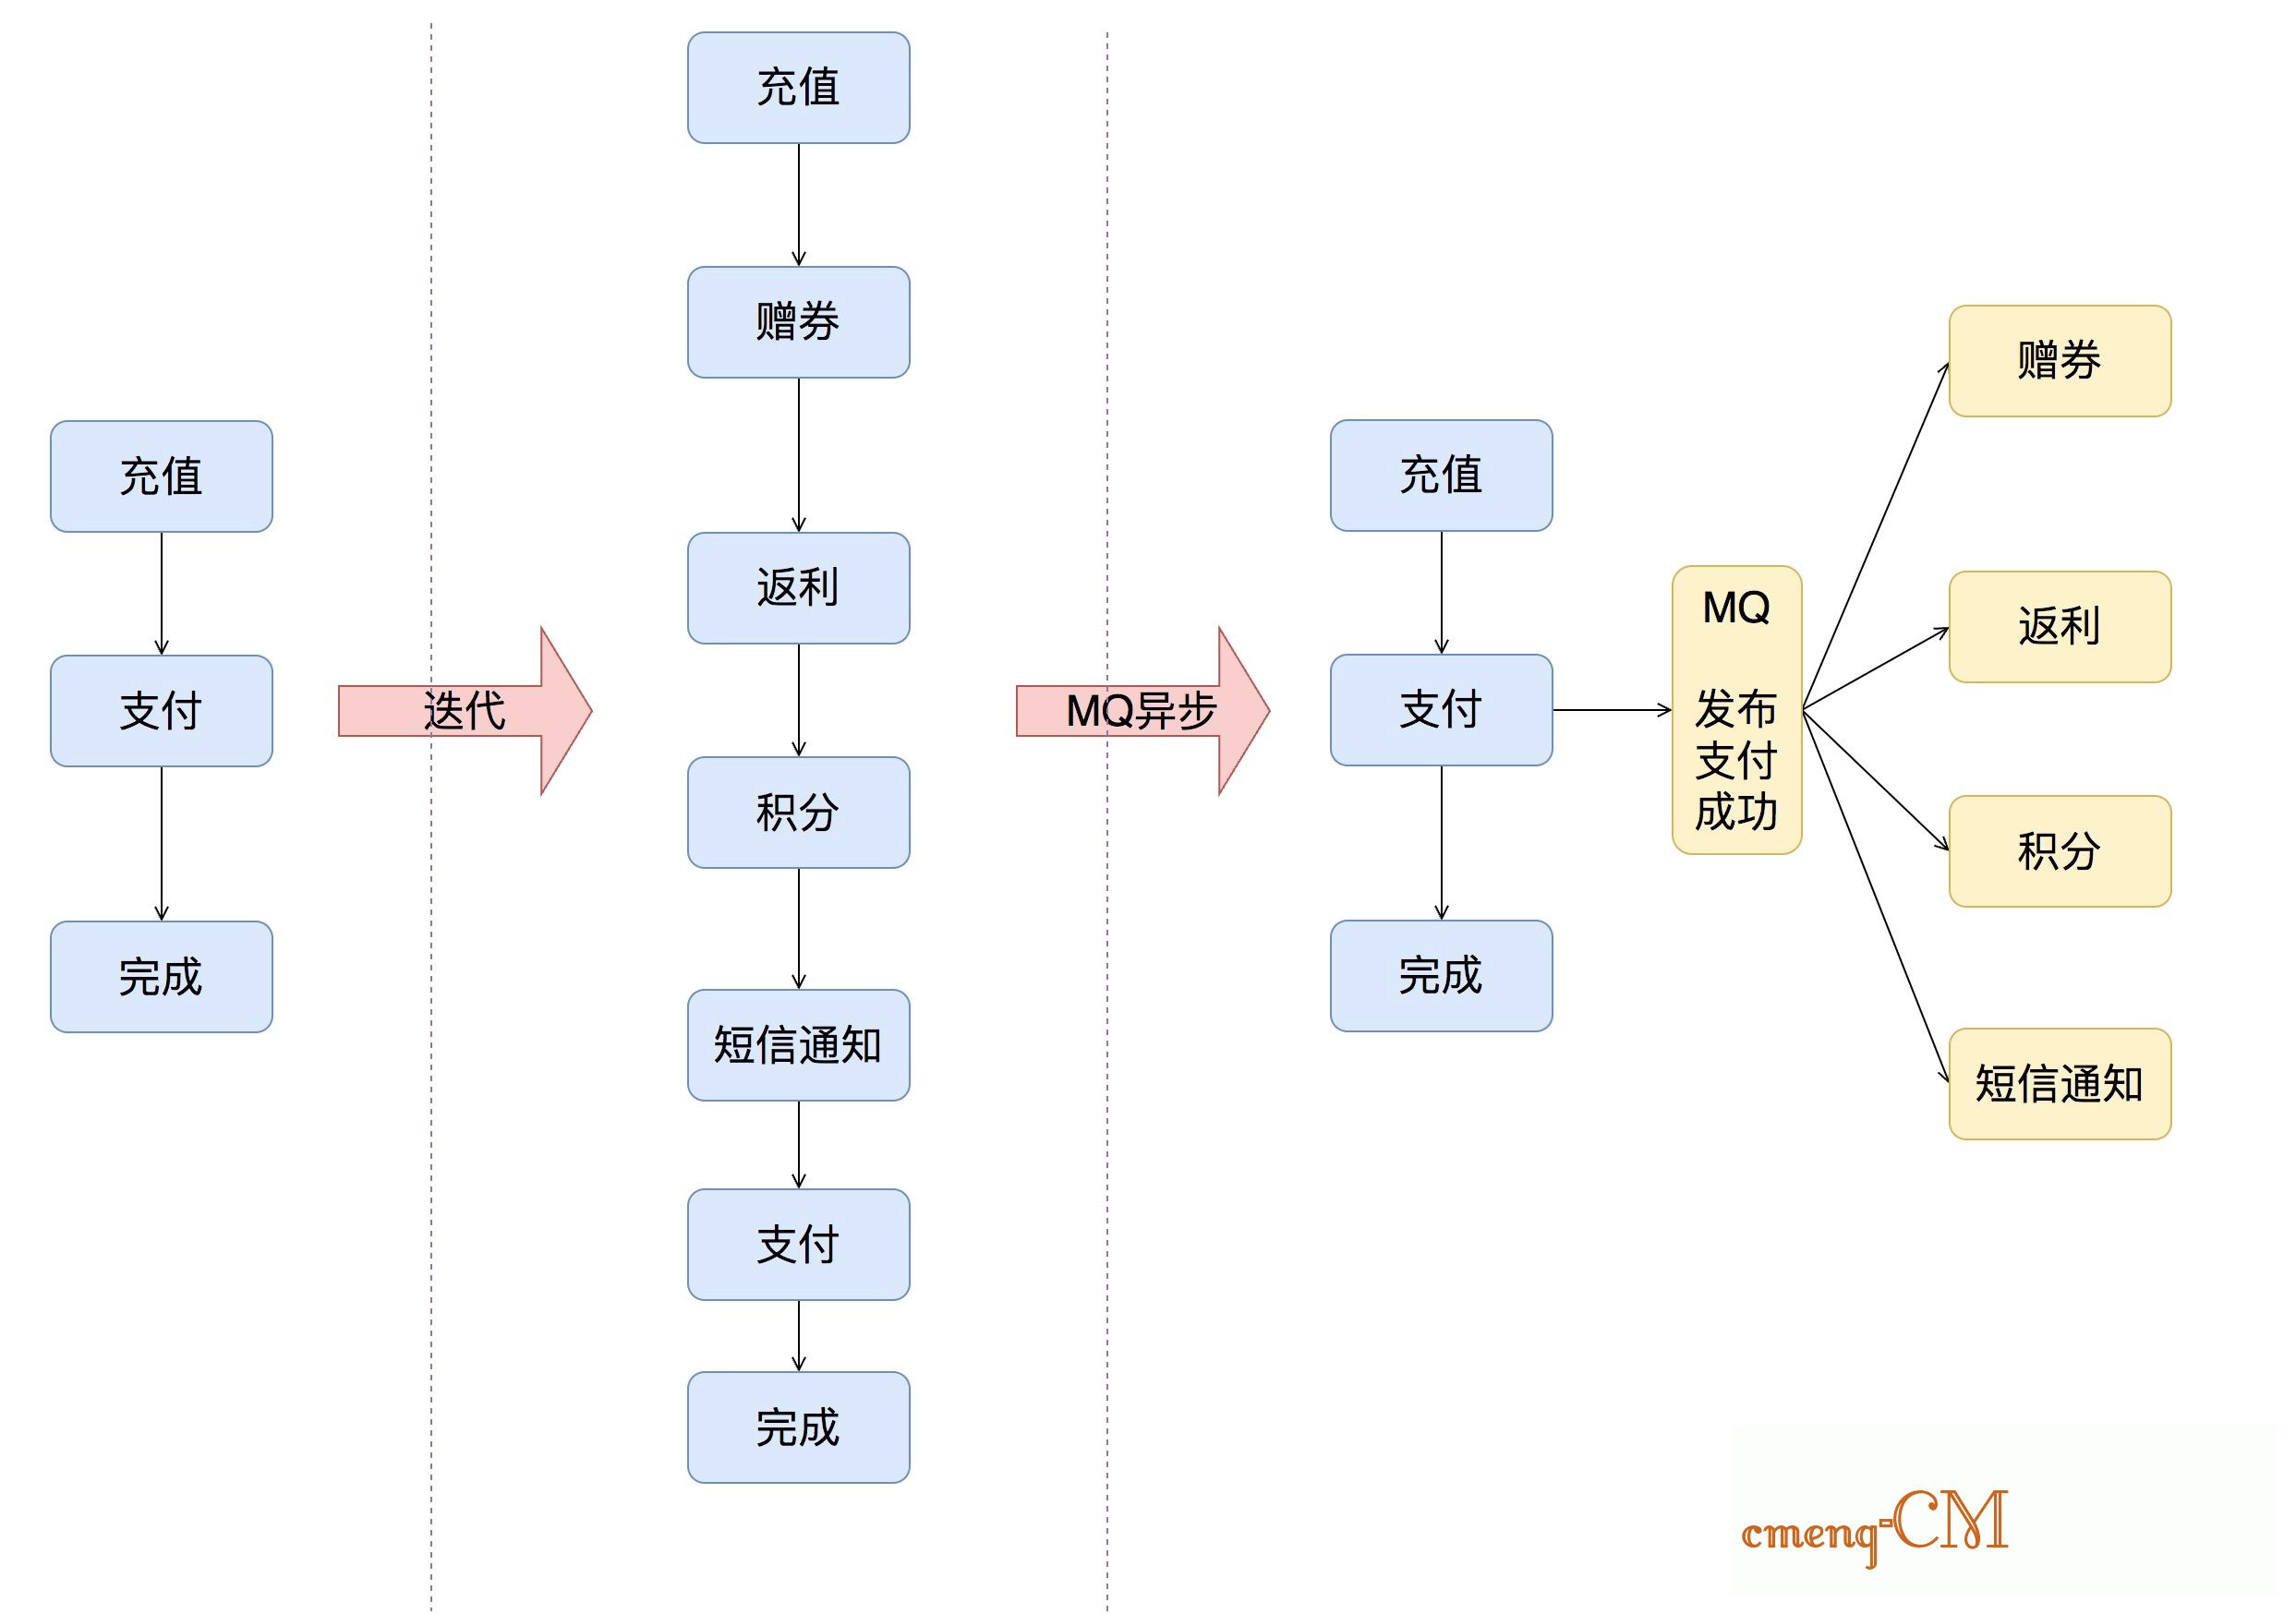 充值
支付
完成
迭代
充值
赠券
返利
积分
短信通知
支付
完成
MQ异步
充值
支付
完成
MQ
发布
支付
成功
赠券
返利
积分
短信通知
cmeng-CM